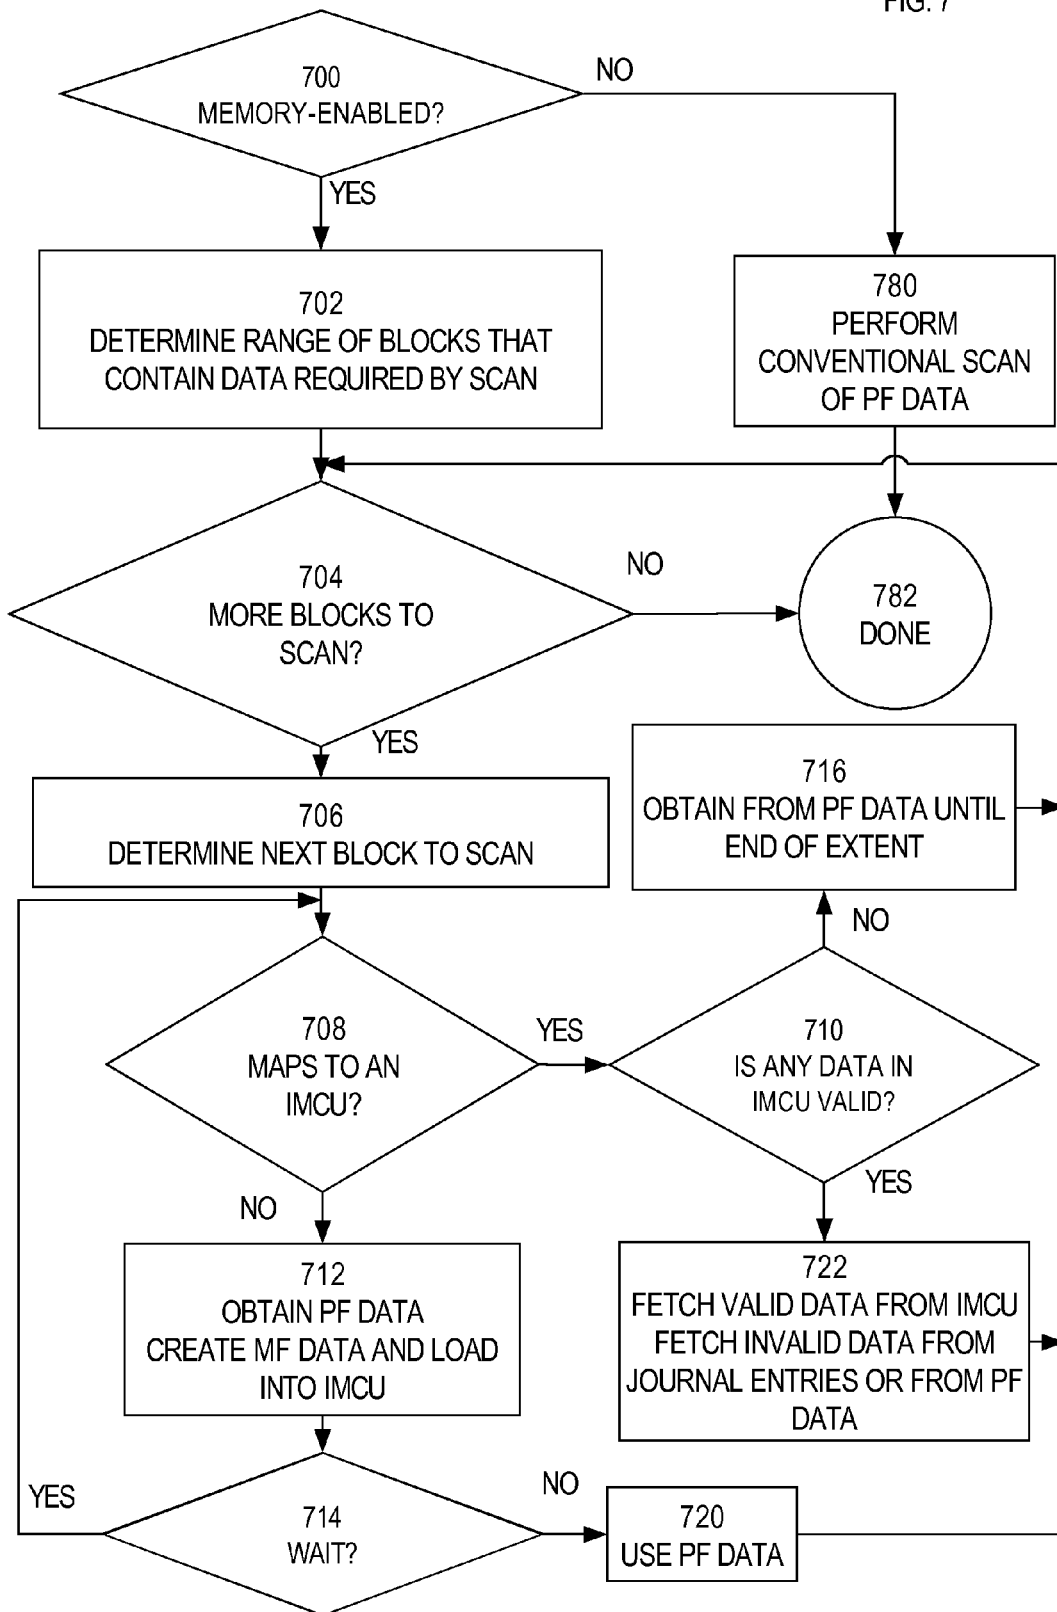 FIG. 7
700
MEMORY-ENABLED?
NO
YES
702
DETERMINE RANGE OF BLOCKS THAT
CONTAIN DATA REQUIRED BY SCAN
780
PERFORM
CONVENTIONAL SCAN
OF PF DATA
704
MORE BLOCKS TO
SCAN?
NO
782
DONE
YES
706
DETERMINE NEXT BLOCK TO SCAN
716
OBTAIN FROM PF DATA UNTIL
END OF EXTENT
NO
708
MAPS TO AN
IMCU?
YES
710
IS ANY DATA IN
IMCU VALID?
YES
NO
712
OBTAIN PF DATA
CREATE MF DATA AND LOAD
INTO IMCU
722
FETCH VALID DATA FROM IMCU
FETCH INVALID DATA FROM
JOURNAL ENTRIES OR FROM PF
DATA
YES
714
WAIT?
NO
720
USE PF DATA